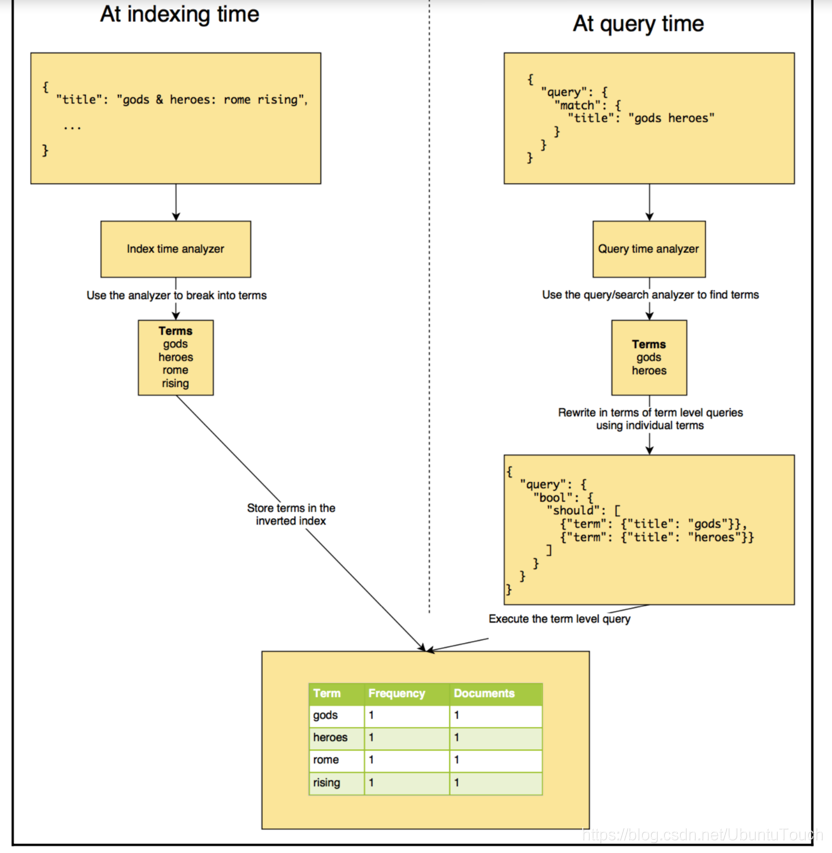 At indexing time
{
"title": "gods & heroes: rome rising",
...
}
Index time analyzer
Use the analyzer to break into terms
Terms
gods
heroes
rome
rising
Store terms in the
inverted index
At query time
{
"query": {
"match": {
"title": "gods heroes"
}
}
}
Query time analyzer
Use the query/search analyzer to find terms
Terms
gods
heroes
Rewrite in terms of term level queries
using individual terms
{
"query": {
"bool": {
"should": [
{"term": {"title": "gods"}},
{"term": {"title": "heroes"}}
]
}
}
}
Execute the term level query
Term Frequency Documents
gods 1 1
heroes 1 1
rome 1 1
rising 1 1
https://blog.csdn.net/UbuntuTouch